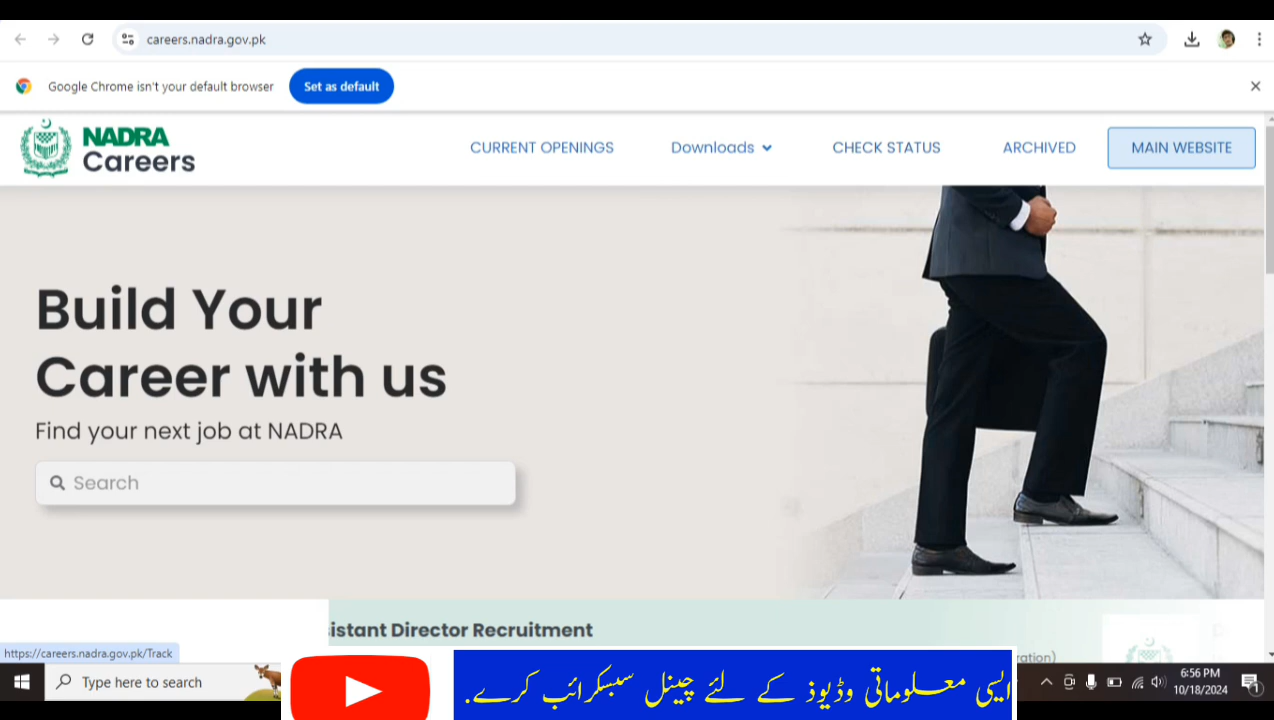 careers.nadra.gov.pk
Google Chrome isn't your default browser
Set as default
NADRA
Careers
CURRENT OPENINGS
Downloads
CHECK STATUS
ARCHIVED
MAIN WEBSITE
Build Your
Career with us
Find your next job at NADRA
Search
istant Director Recruitment
ration)
https://careers.nadra.gov.pk/Track
Type here to search
ایسی معلوماتی وڈیوذ کے لئے چینل سبسکرائب کرے.
6:56 PM
10/18/2024
1